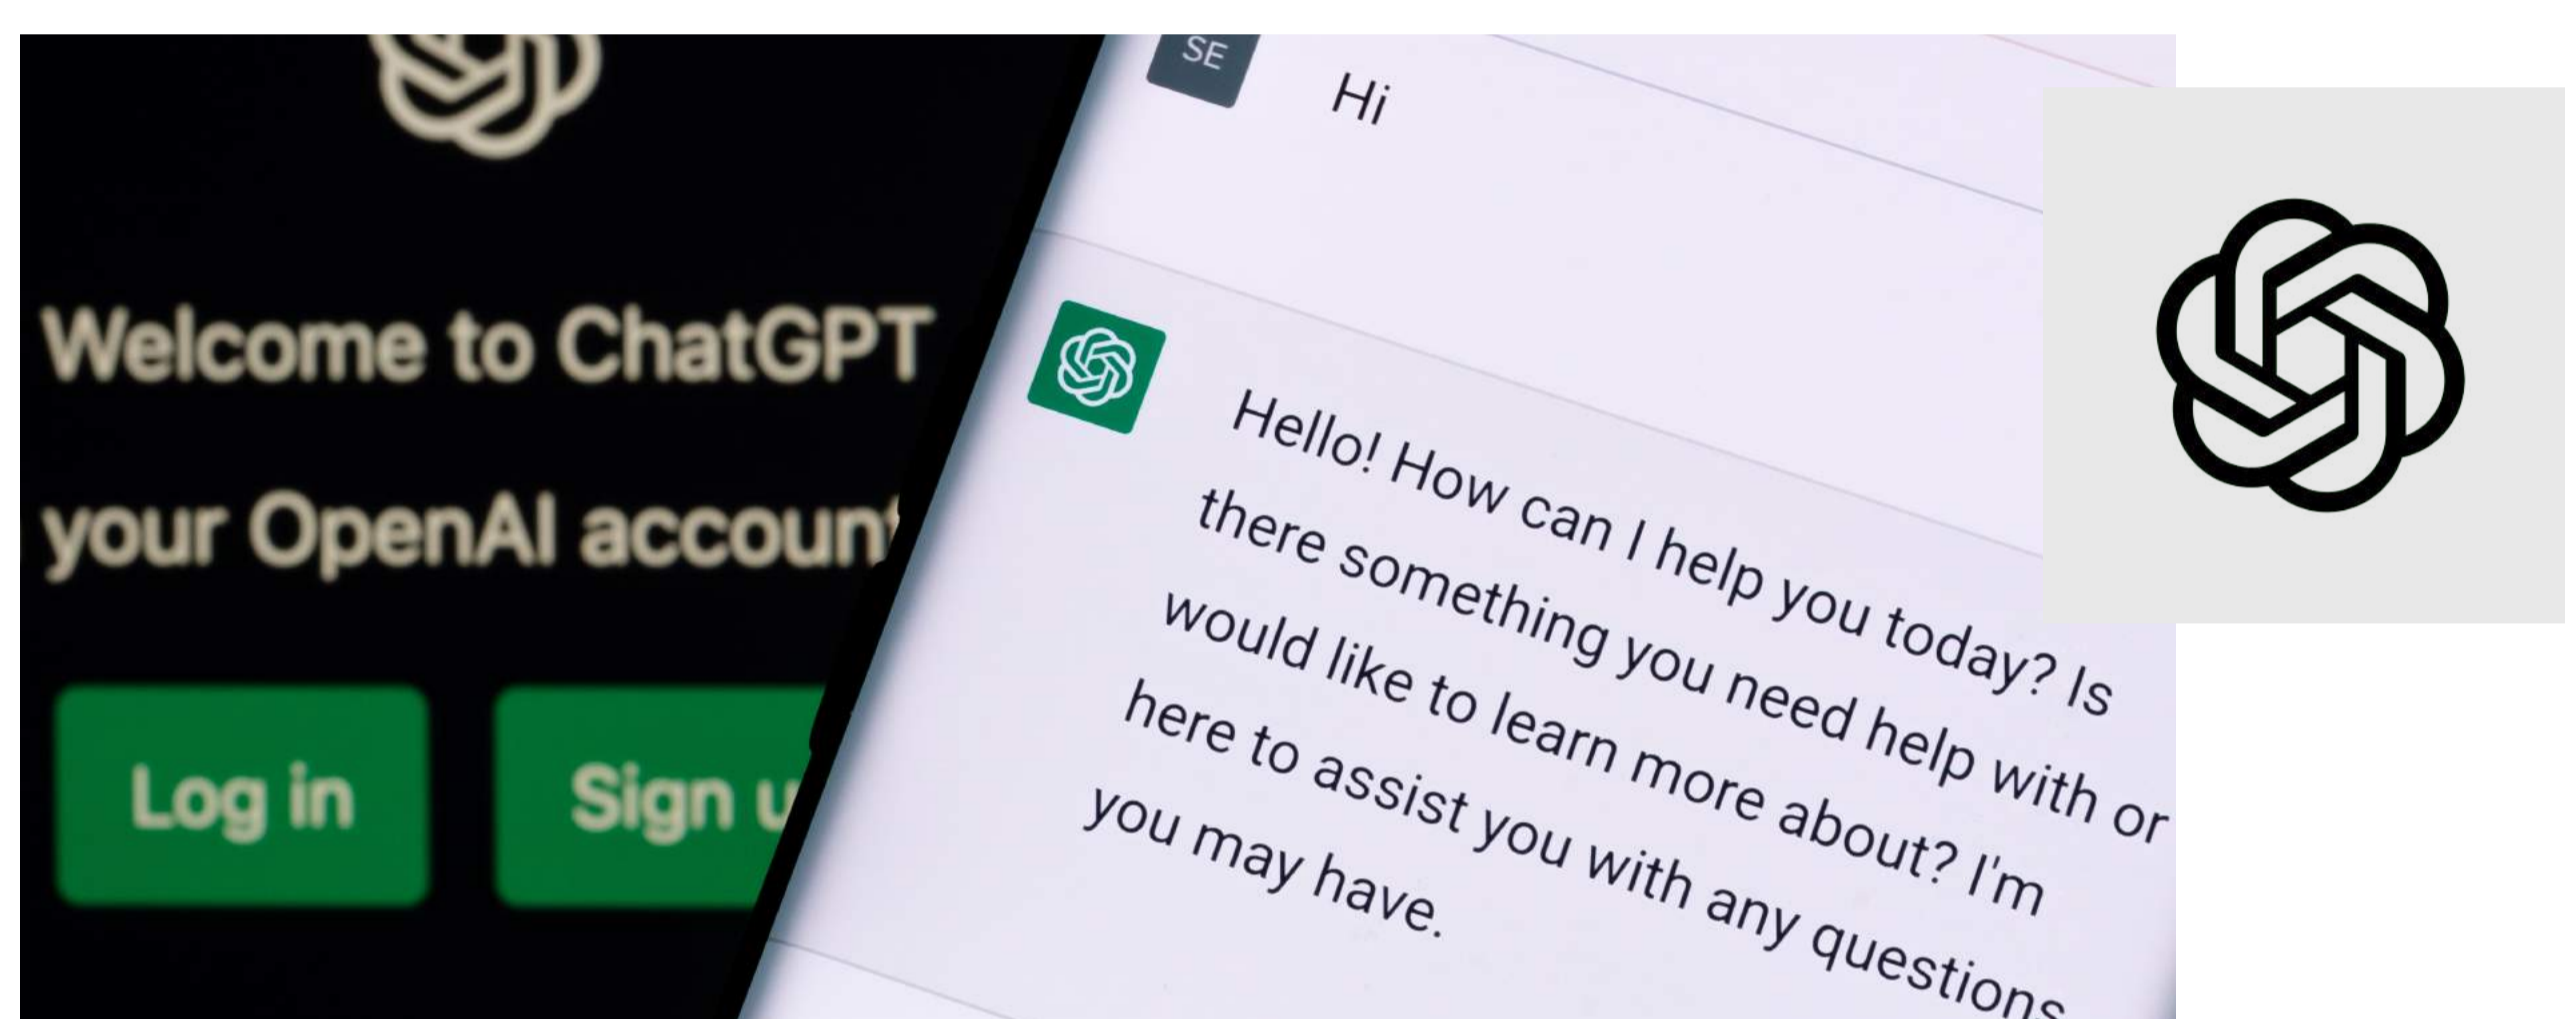 Welcome to ChatGPT
your OpenAI account
Log in
Sign u
SE
Hi
Hello! How can I help you today? Is
there something you need help with or
would like to learn more about? I'm
here to assist you with any questions
you may have.